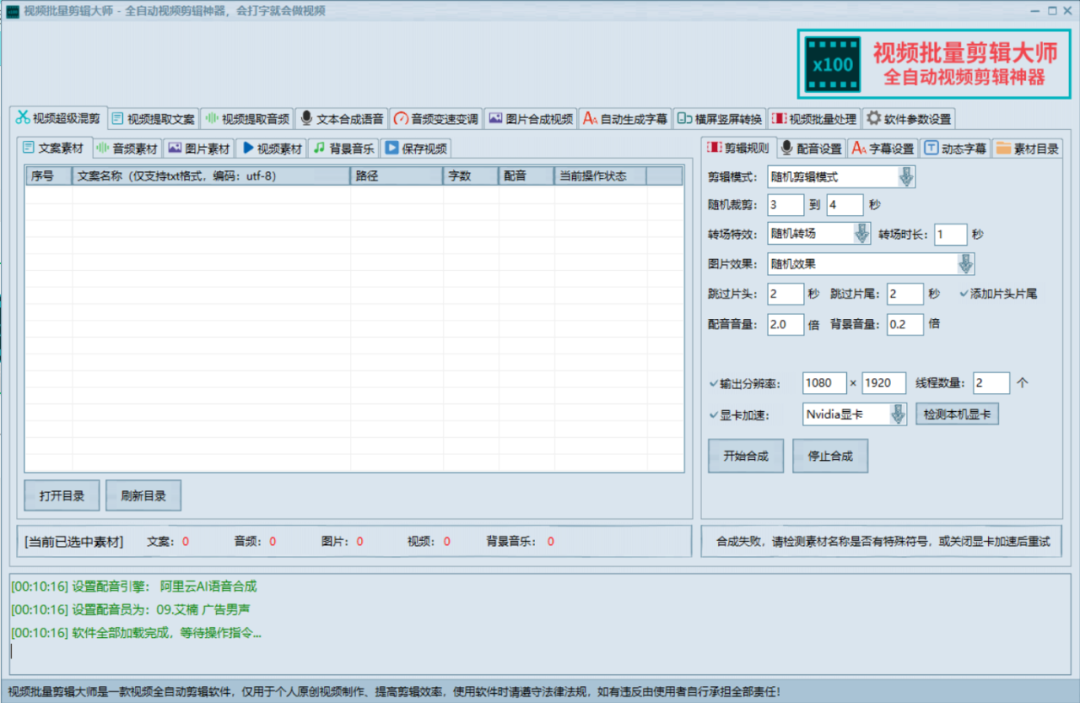 视频批量剪辑大师 - 全自动视频剪辑神器，会打字就会做视频
x100 视频批量剪辑大师
全自动视频剪辑神器
视频超级混剪 视频提取文案 视频提取音频 文本合成语音 音频变速变调 图片合成视频 自动生成字幕 横屏竖屏转换 视频批量处理 软件参数设置
文案素材 音频素材 图片素材 视频素材 背景音乐 保存视频
序号 文案名称（仅支持txt格式，编码：utf-8） 路径 字数 配音 当前操作状态
打开目录 刷新目录
[当前已选中素材] 文案：0 音频：0 图片：0 视频：0 背景音乐：0
剪辑规则 配音设置 字幕设置 动态字幕 素材目录
剪辑模式： 随机剪辑模式
随机裁剪： 3 到 4 秒
转场特效： 随机转场 转场时长： 1 秒
图片效果： 随机效果
跳过片头： 2 秒 跳过片尾： 2 秒 添加片头片尾
配音音量： 2.0 倍 背景音量： 0.2 倍
输出分辨率： 1080 × 1920 线程数量： 2 个
显卡加速： Nvidia显卡 检测本机显卡
开始合成 停止合成
合成失败，请检测素材名称是否有特殊符号，或关闭显卡加速后重试
[00:10:16] 设置配音引擎： 阿里云AI语音合成
[00:10:16] 设置配音员为：09.艾楠 广告男声
[00:10:16] 软件全部加载完成，等待操作指令...
视频批量剪辑大师是一款视频全自动剪辑软件，仅用于个人原创视频制作、提高剪辑效率，使用软件时请遵守法律法规，如有违反由使用者自行承担全部责任！